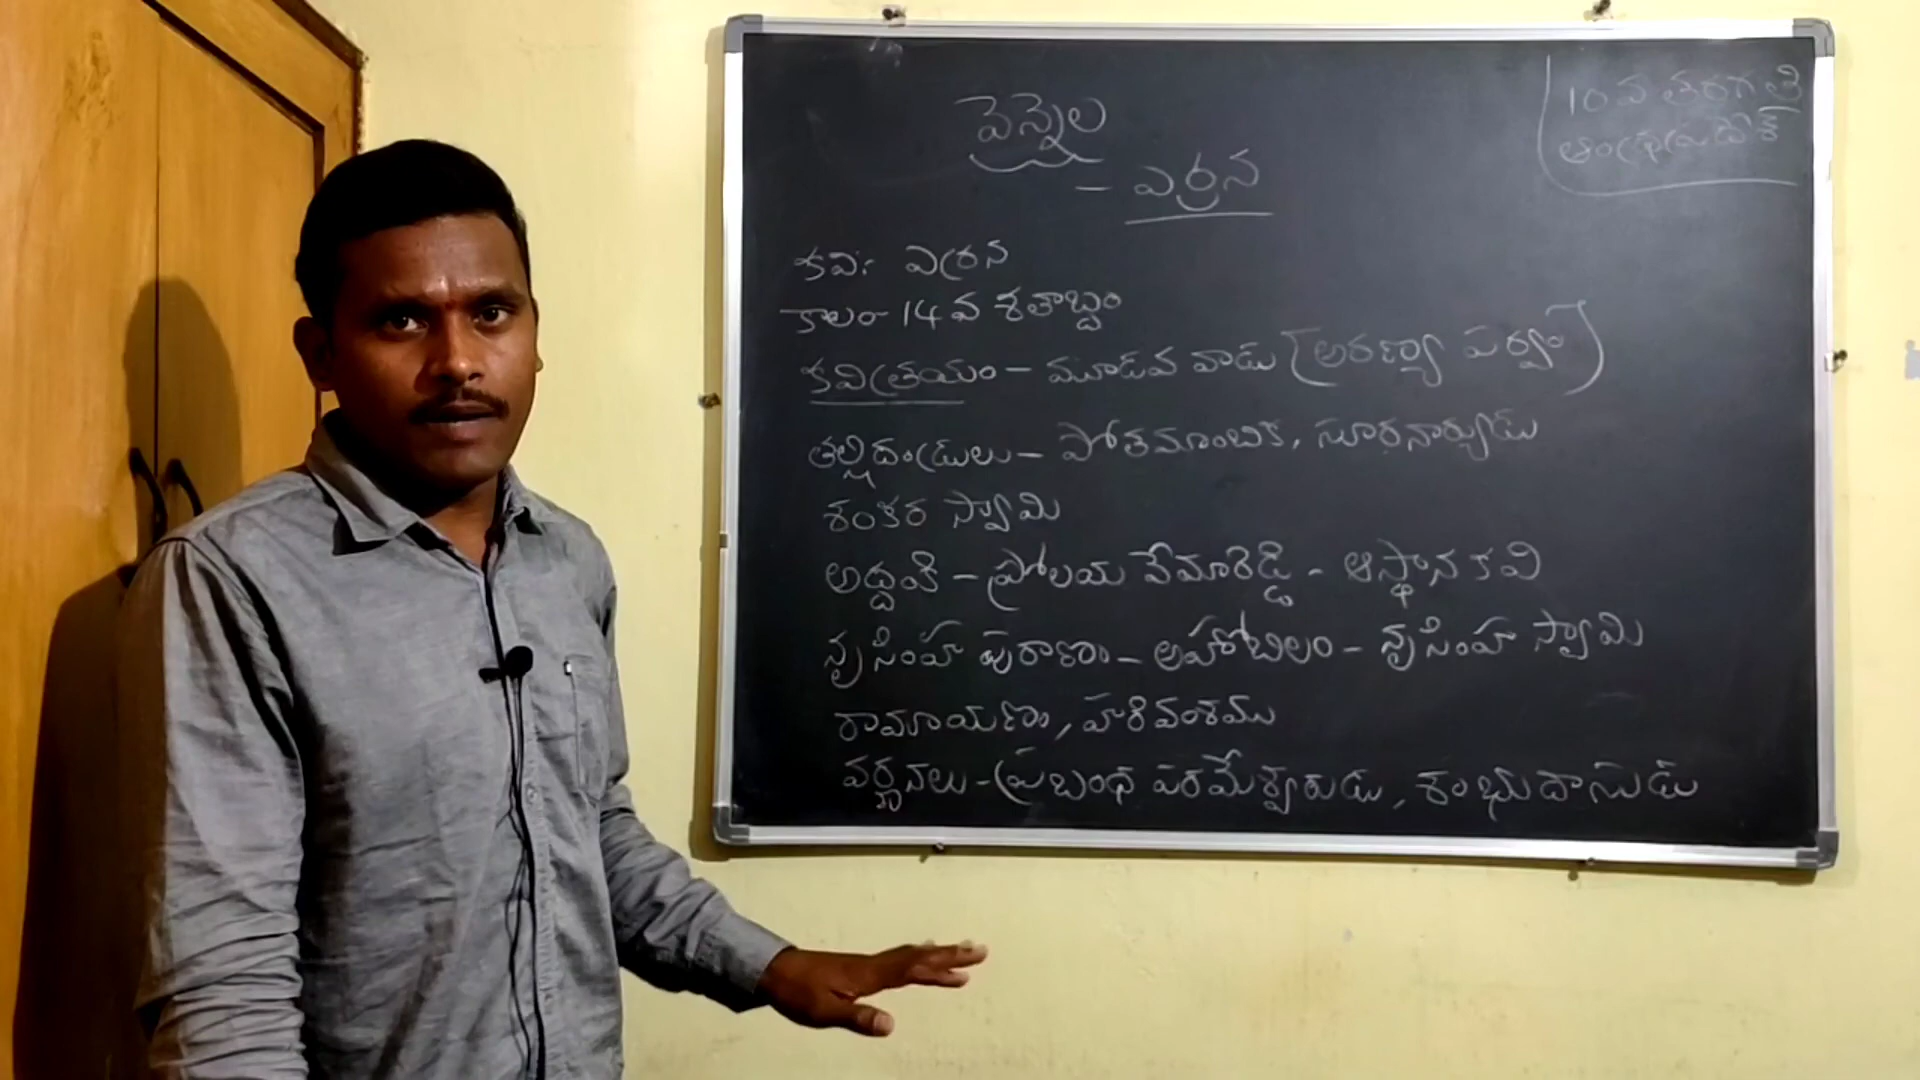 వెన్నెల
- ఎర్రన
10వ తరగతి
ఆంధ్రప్రదేశ్
కవి: ఎర్రన
కాలం- 14వ శతాబ్దం
కవిత్రయం - మూడవ వాడు [అరణ్య పర్వం]
తల్లిదండ్రులు - పోతమాంబిక, సూరనార్యుడు
శంకర స్వామి
అద్దంకి - ప్రోలయ వేమారెడ్డి - ఆస్థాన కవి
నృసింహ పురాణం - అహోబిలం - నృసింహ స్వామి
రామాయణం, హరివంశము
వర్ణనలు - ప్రబంధ పరమేశ్వరుడు, శంభుదాసుడు